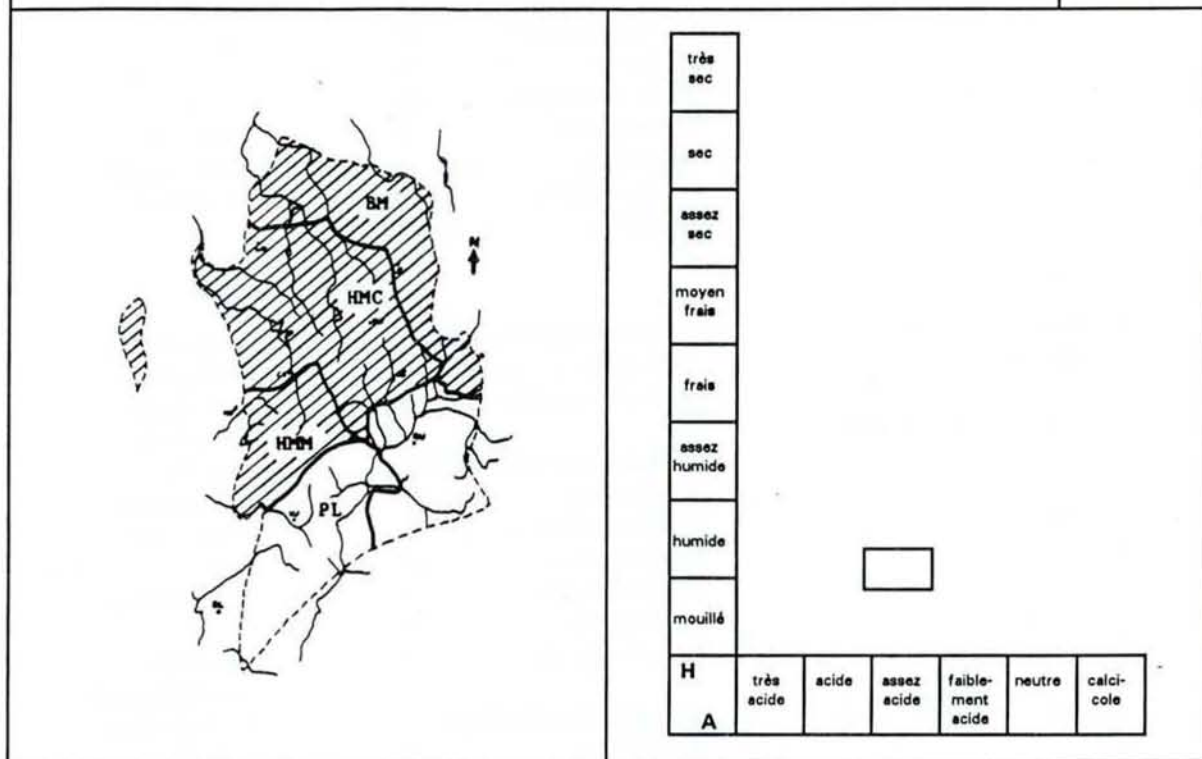 BM
N
HMC
HMM
PL
très
sec
sec
assez
sec
moyen
frais
frais
assez
humide
humide
mouillé
H
A
très
acide
acide
assez
acide
faible-
ment
acide
neutre
calci-
cole